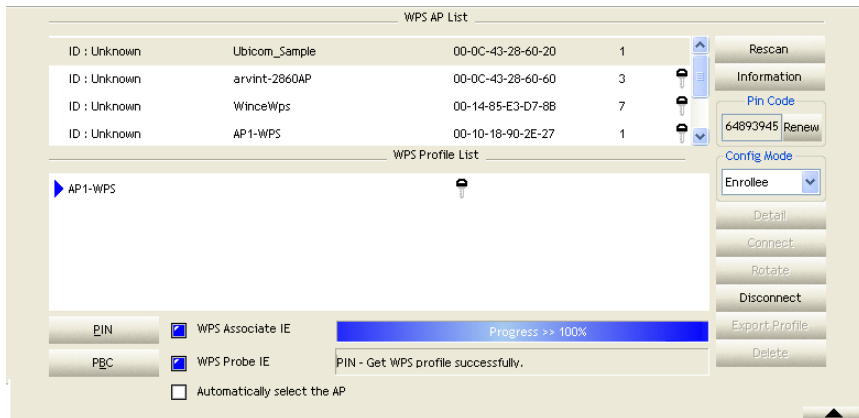 WPS AP List
ID : Unknown Ubicom_Sample 00-0C-43-28-60-20 1
Rescan
ID : Unknown arvint-2860AP 00-0C-43-28-60-60 3
Information
ID : Unknown WinceWps 00-14-85-E3-D7-8B 7
Pin Code
ID : Unknown AP1-WPS 00-10-18-90-2E-27 1
64893945 Renew
WPS Profile List
Config Mode
AP1-WPS
Enrollee
Detail
Connect
Rotate
Disconnect
PIN WPS Associate IE Progress >> 100%
Export Profile
PBC WPS Probe IE PIN - Get WPS profile successfully.
Delete
Automatically select the AP